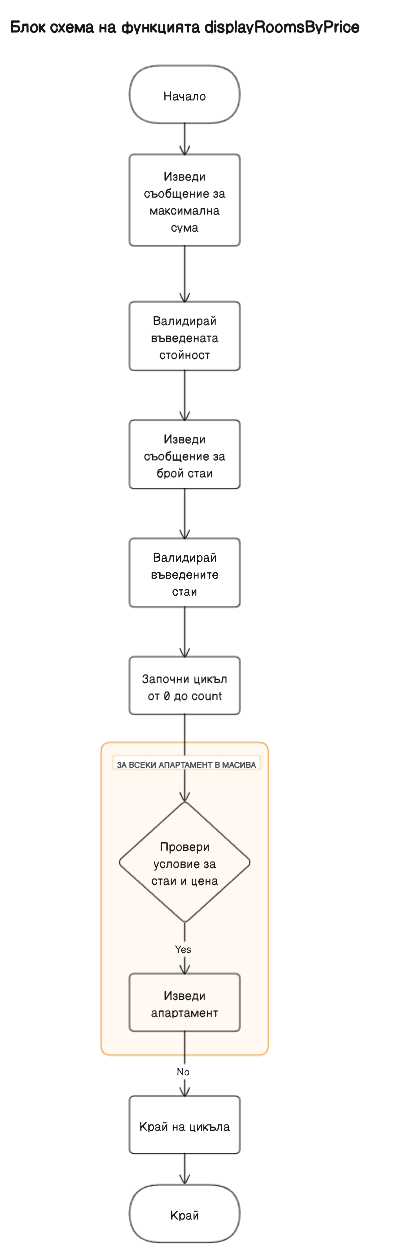 Блок схема на функцията displayRoomsByPrice
Начало
Изведи
съобщение за
максимална
сума
Валидирай
въведената
стойност
Изведи
съобщение за
брой стаи
Валидирай
въведените
стаи
Започни цикъл
от 0 до count
ЗА ВСЕКИ АПАРТАМЕНТ В МАСИВА
Провери
условие за
стаи и цена
Yes
Изведи
апартамент
No
Край на цикъла
Край